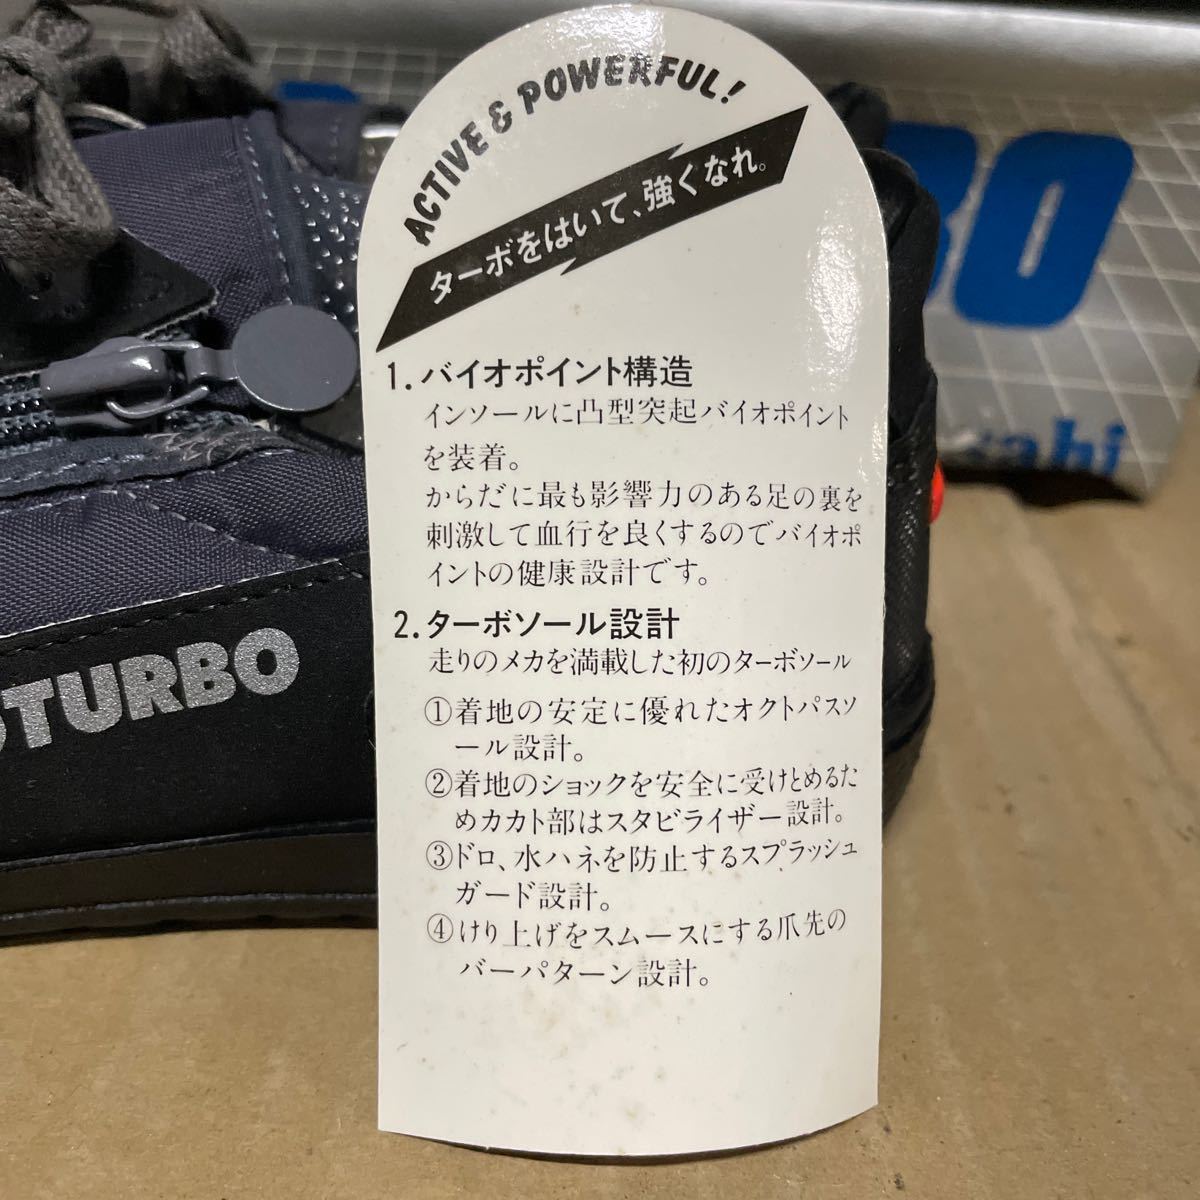 ACTIVE & POWERFUL!
ターボをはいて、強くなれ。
1.バイオポイント構造
インソールに凸型突起バイオポイント
を装着。
からだに最も影響力のある足の裏を
刺激して血行を良くするのでバイオポ
イントの健康設計です。
2.ターボソール設計
走りのメカを満載した初のターボソール
①着地の安定に優れたオクトパスソ
ール設計。
②着地のショックを安全に受けとめるた
めカカト部はスタビライザー設計。
③ドロ、水ハネを防止するスプラッシュ
ガード設計。
④けり上げをスムースにする爪先の
バーパターン設計。
TURBO